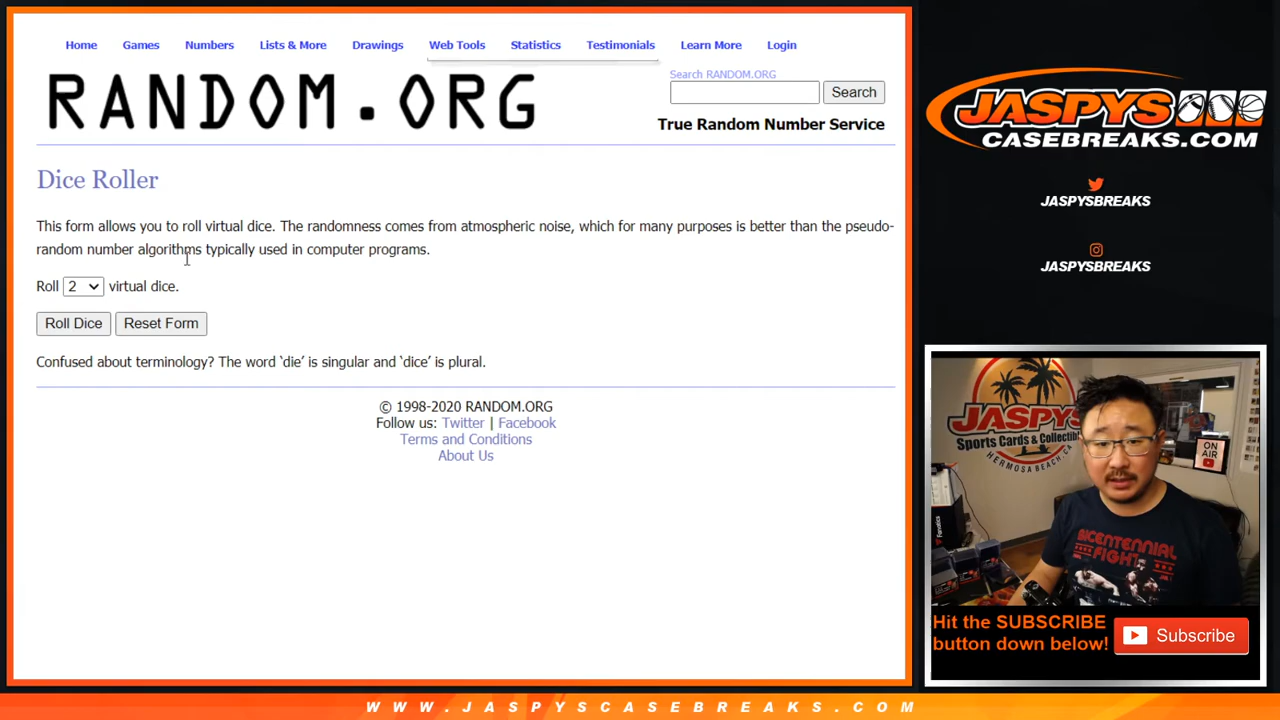 Home Games Numbers Lists & More Drawings Web Tools Statistics Testimonials Learn More Login
RANDOM.ORG
Search RANDOM.ORG
Search
True Random Number Service
Dice Roller
This form allows you to roll virtual dice. The randomness comes from atmospheric noise, which for many purposes is better than the pseudo-
random number algorithms typically used in computer programs.
Roll 2 virtual dice.
Roll Dice Reset Form
Confused about terminology? The word ‘die’ is singular and ‘dice’ is plural.
© 1998-2020 RANDOM.ORG
Follow us: Twitter | Facebook
Terms and Conditions
About Us
JASPYS
CASEBREAKS.COM
JASPYSBREAKS
JASPYSBREAKS
JASPYS
Sports Cards & Collectibl
HERMOSA BEACH, CA
ON
AIR
Fanatics
BICENTENNIAL
FIGHT
Hit the SUBSCRIBE
button down below!
Subscribe
WWW.JASPYSCASEBREAKS.COM